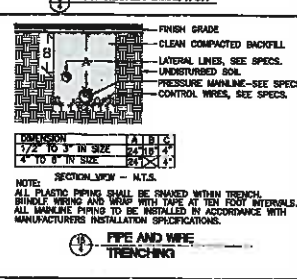 FINISH GRADE
CLEAN COMPACTED BACKFILL
LATERAL LINES, SEE SPECS.
UNDISTURBED SOIL
PRESSURE MAINLINE-SEE SPECS
CONTROL WIRES, SEE SPECS.
A
DIMENSION A B C
1/2" TO 3" IN SIZE 24" 18" 4"
4" TO 6" IN SIZE 24" 4"
SECTION VIEW - N.T.S.
NOTE:
ALL PLASTIC PIPING SHALL BE SNAKED WITHIN TRENCH.
BUNDLE WIRING AND WRAP WITH TAPE AT TEN FOOT INTERVALS.
ALL MAINLINE PIPING TO BE INSTALLED IN ACCORDANCE WITH
MANUFACTURERS INSTALLATION SPECIFICATIONS.
PIPE AND WIRE
TRENCHING